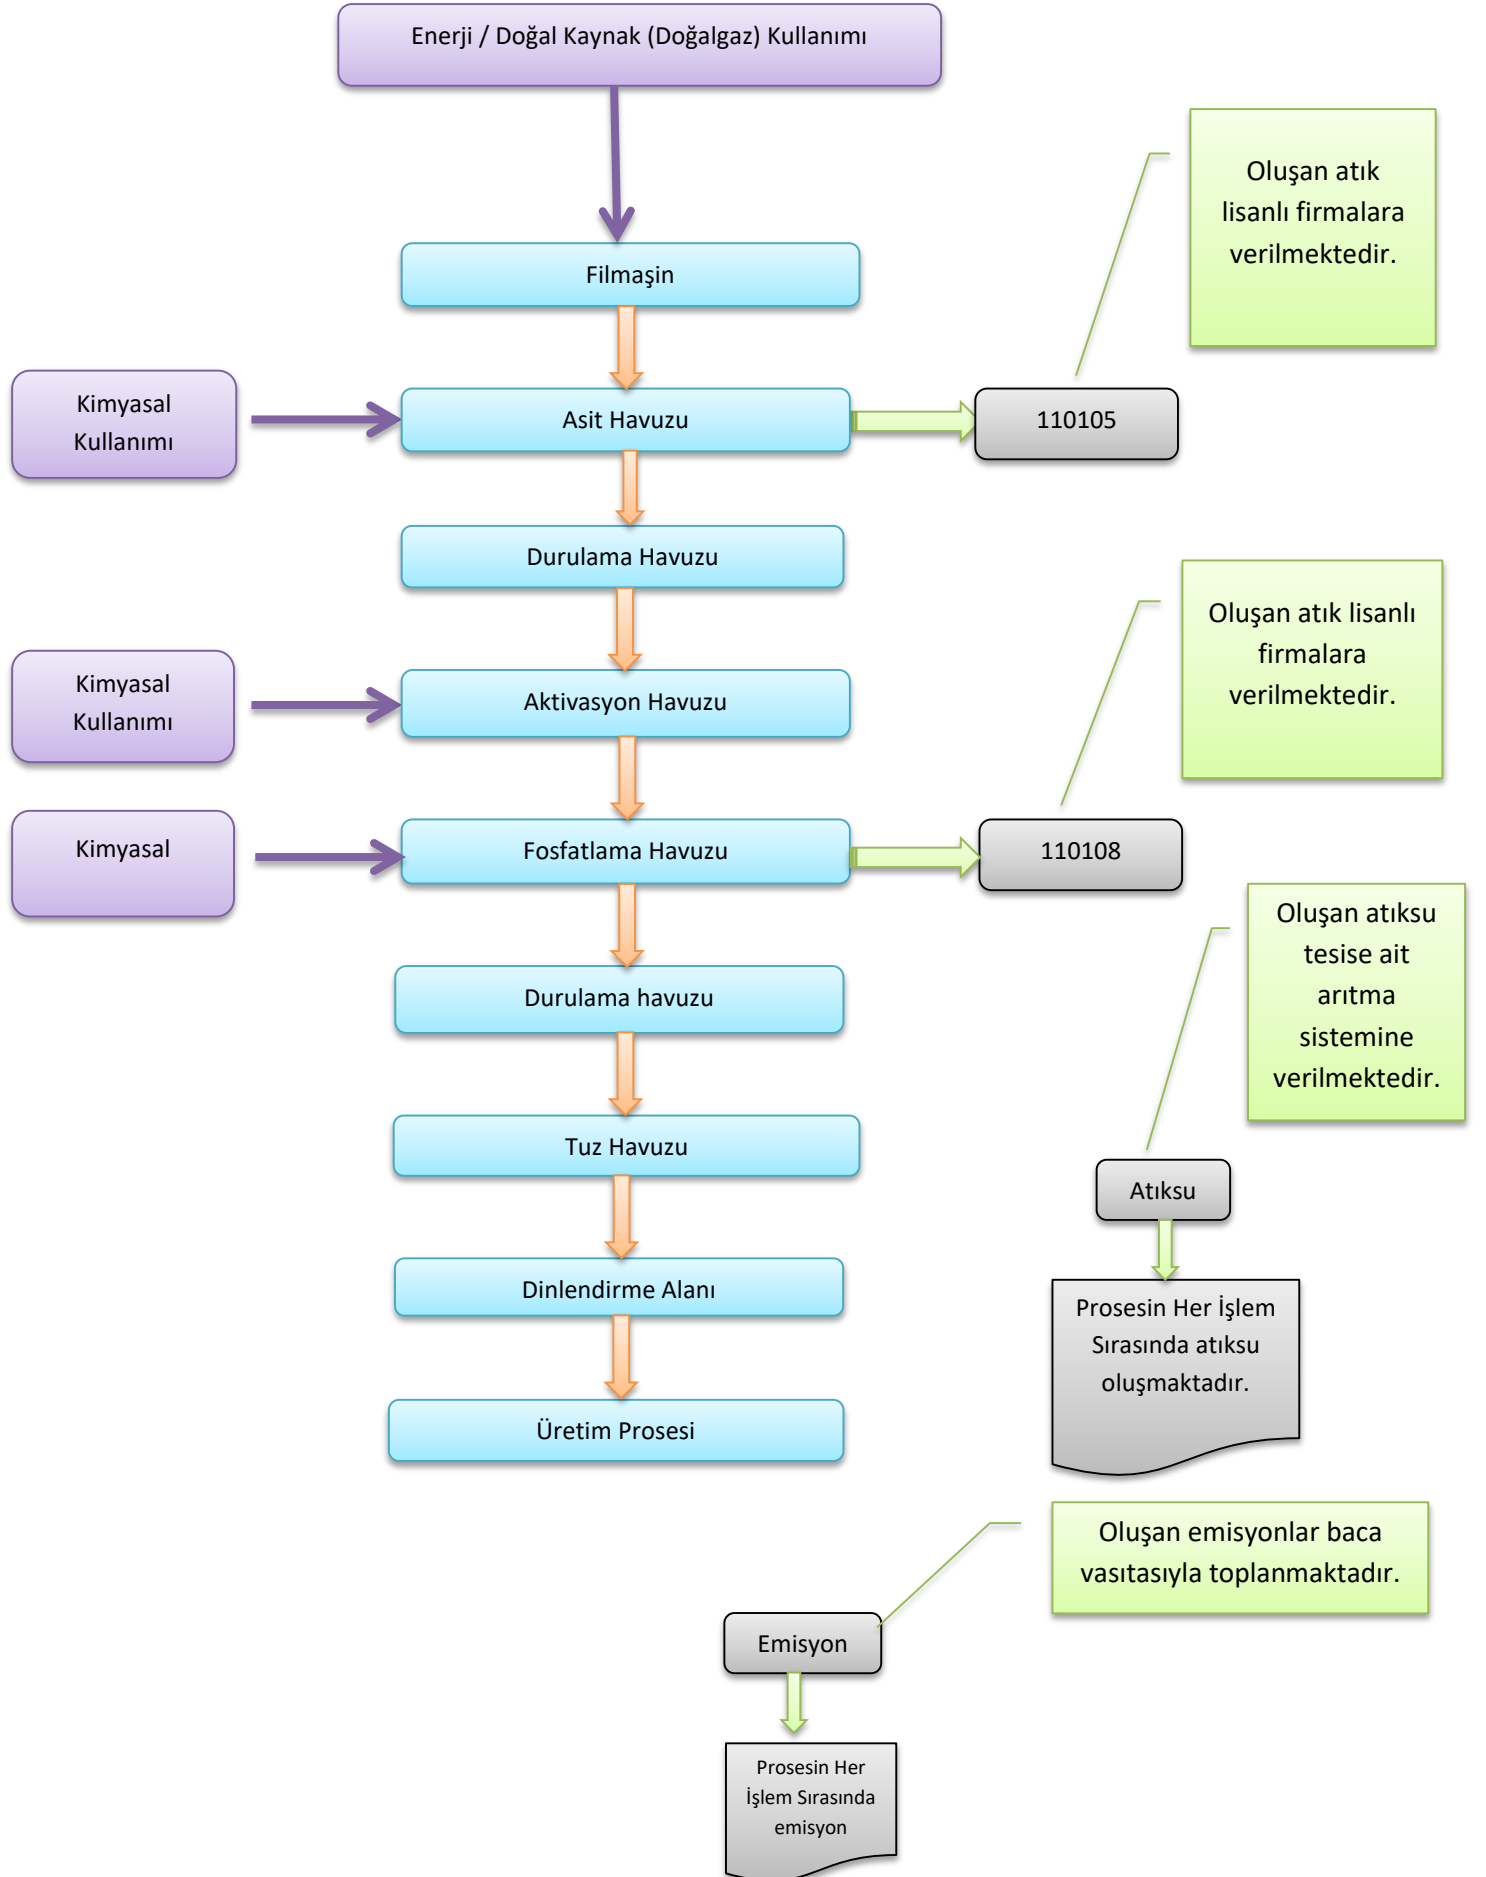 Enerji / Doğal Kaynak (Doğalgaz) Kullanımı
Oluşan atık
lisanlı firmalara
verilmektedir.
Filmaşin
Kimyasal
Kullanımı
Asit Havuzu
110105
Durulama Havuzu
Oluşan atık lisanlı
firmalara
verilmektedir.
Kimyasal
Kullanımı
Aktivasyon Havuzu
Kimyasal
Fosfatlama Havuzu
110108
Oluşan atıksu
tesise ait
arıtma
sistemine
verilmektedir.
Durulama havuzu
Tuz Havuzu
Atıksu
Dinlendirme Alanı
Prosesin Her İşlem
Sırasında atıksu
oluşmaktadır.
Üretim Prosesi
Oluşan emisyonlar baca
vasıtasıyla toplanmaktadır.
Emisyon
Prosesin Her
İşlem Sırasında
emisyon